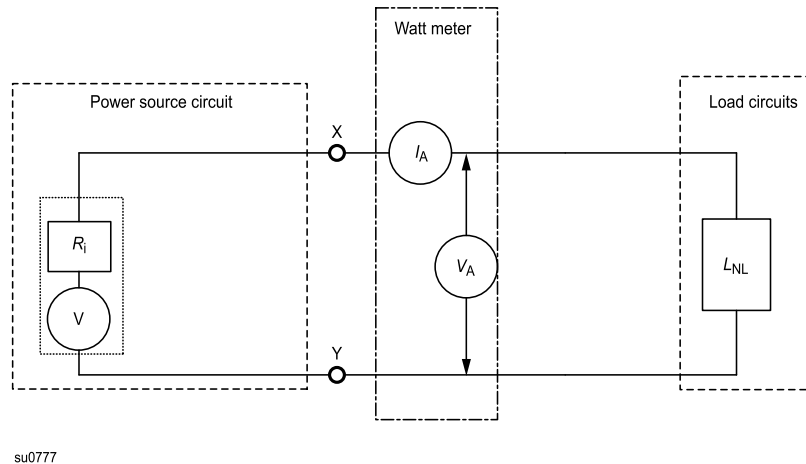 Watt meter
Power source circuit
Load circuits
X
I_A
R_i
V_A
L_NL
V
Y
su0777